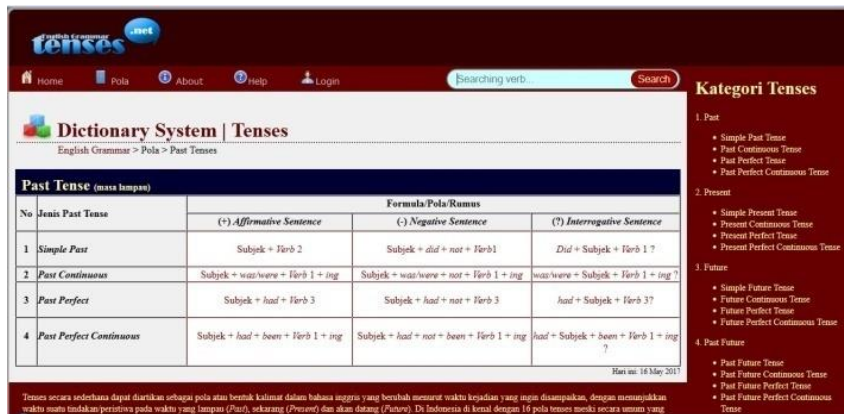 English Grammar
tenses .net
Home Pola About Help Login
Searching verb... Search
Dictionary System | Tenses
English Grammar > Pola > Past Tenses
Past Tense (masa lampau)
No Jenis Past Tense Formula/Pola/Rumus
(+) Affirmative Sentence (-) Negative Sentence (?) Interrogative Sentence
1 Simple Past Subjek + Verb 2 Subjek + did + not + Verb1 Did + Subjek + Verb 1 ?
2 Past Continuous Subjek + was/were + Verb 1 + ing Subjek + was/were + not + Verb 1 + ing was/were + Subjek + Verb 1 + ing ?
3 Past Perfect Subjek + had + Verb 3 Subjek + had + not + Verb 3 had + Subjek + Verb 3?
4 Past Perfect Continuous Subjek + had + been + Verb 1 + ing Subjek + had + not + been + Verb 1 + ing had + Subjek + been + Verb 1 + ing
?
Hari ini: 16 May 2017
Tenses secara sederhana dapat diartikan sebagai pola atau bentuk kalimat dalam bahasa inggris yang berubah menurut waktu kejadian yang ingin disampaikan, dengan menunjukkan
waktu suatu tindakan/peristiwa pada waktu yang lampau (Past), sekarang (Present) dan akan datang (Future). Di Indonesia di kenal dengan 16 pola tenses meski secara umum yang
Kategori Tenses
1. Past
Simple Past Tense
Past Continuous Tense
Past Perfect Tense
Past Perfect Continuous Tense
2. Present
Simple Present Tense
Present Continuous Tense
Present Perfect Tense
Present Perfect Continuous Tense
3. Future
Simple Future Tense
Future Continuous Tense
Future Perfect Tense
Future Perfect Continuous Tense
4. Past Future
Past Future Tense
Past Future Continuous Tense
Past Future Perfect Tense
Past Future Perfect Continuous
Tense